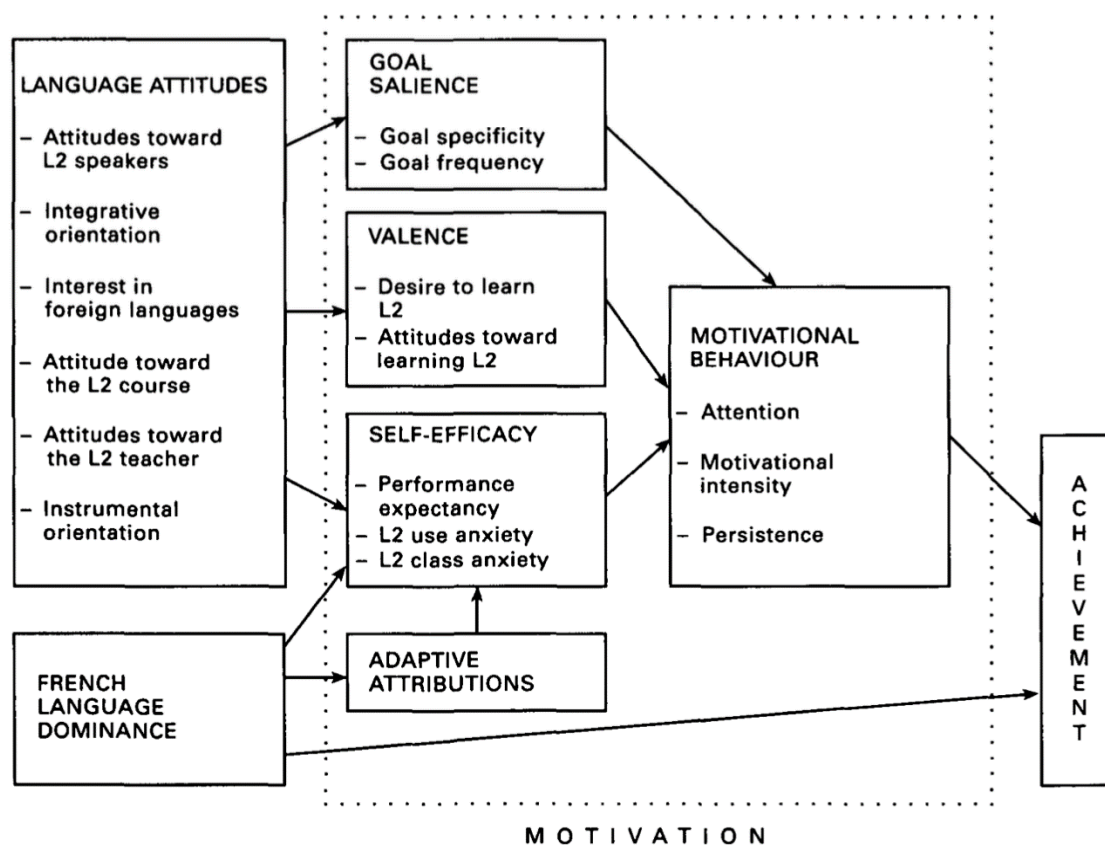 LANGUAGE ATTITUDES
– Attitudes toward
L2 speakers
– Integrative
orientation
– Interest in
foreign languages
– Attitude toward
the L2 course
– Attitudes toward
the L2 teacher
– Instrumental
orientation
FRENCH
LANGUAGE
DOMINANCE
GOAL
SALIENCE
– Goal specificity
– Goal frequency
VALENCE
– Desire to learn
L2
– Attitudes toward
learning L2
SELF-EFFICACY
– Performance
expectancy
– L2 use anxiety
– L2 class anxiety
ADAPTIVE
ATTRIBUTIONS
MOTIVATIONAL
BEHAVIOUR
– Attention
– Motivational
intensity
– Persistence
ACHIEVEMENT
MOTIVATION